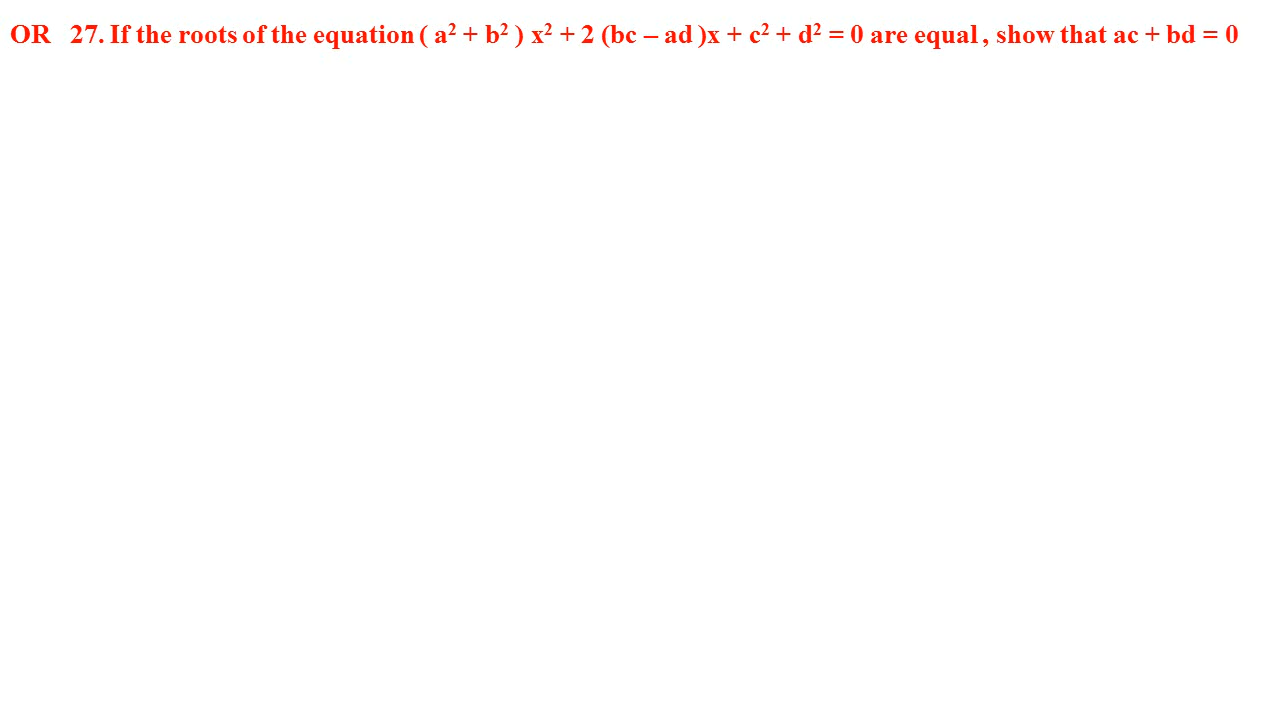 OR 27. If the roots of the equation ( a² + b² ) x² + 2 (bc – ad )x + c² + d² = 0 are equal , show that ac + bd = 0